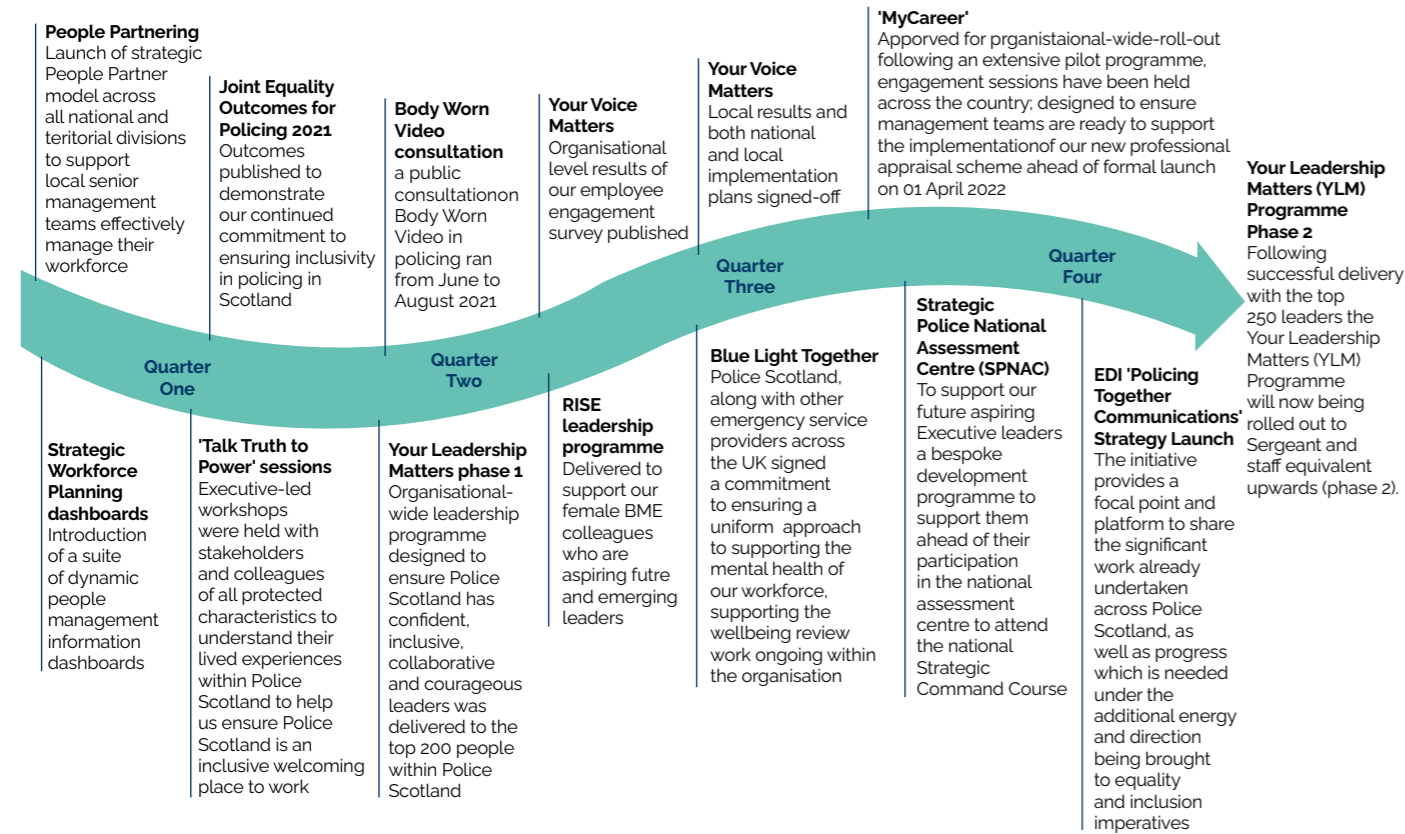 People Partnering
Launch of strategic
People Partner
model across
all national and
teritorial divisions
to support
local senior
management
teams effectively
manage their
workforce
Joint Equality
Outcomes for
Policing 2021
Outcomes
published to
demonstrate
our continued
commitment to
ensuring inclusivity
in policing in
Scotland
Body Worn
Video
consultation
a public
consultationon
Body Worn
Video in
policing ran
from June to
August 2021
Your Voice
Matters
Organisational
level results of
our employee
engagement
survey published
Your Voice
Matters
Local results and
both national
and local
implementation
plans signed-off
'MyCareer'
Apporved for prganistaional-wide-roll-out
following an extensive pilot programme,
engagement sessions have been held
across the country; designed to ensure
management teams are ready to support
the implementationof our new professional
appraisal scheme ahead of formal launch
on 01 April 2022
Your Leadership
Matters (YLM)
Programme
Phase 2
Following
successful delivery
with the top
250 leaders the
Your Leadership
Matters (YLM)
Programme
will now being
rolled out to
Sergeant and
staff equivalent
upwards (phase 2).
Quarter
One
Quarter
Two
Quarter
Three
Quarter
Four
Strategic
Workforce
Planning
dashboards
Introduction
of a suite
of dynamic
people
management
information
dashboards
'Talk Truth to
Power' sessions
Executive-led
workshops
were held with
stakeholders
and colleagues
of all protected
characteristics to
understand their
lived experiences
within Police
Scotland to help
us ensure Police
Scotland is an
inclusive welcoming
place to work
Your Leadership
Matters phase 1
Organisational-
wide leadership
programme
designed to
ensure Police
Scotland has
confident,
inclusive,
collaborative
and courageous
leaders was
delivered to the
top 200 people
within Police
Scotland
RISE
leadership
programme
Delivered to
support our
female BME
colleagues
who are
aspiring futre
and emerging
leaders
Blue Light Together
Police Scotland,
along with other
emergency service
providers across
the UK signed
a commitment
to ensuring a
uniform approach
to supporting the
mental health of
our workforce,
supporting the
wellbeing review
work ongoing within
the organisation
Strategic
Police National
Assessment
Centre (SPNAC)
To support our
future aspiring
Executive leaders
a bespoke
development
programme to
support them
ahead of their
participation
in the national
assessment
centre to attend
the national
Strategic
Command Course
EDI 'Policing
Together
Communications'
Strategy Launch
The initiative
provides a
focal point and
platform to share
the significant
work already
undertaken
across Police
Scotland, as
well as progress
which is needed
under the
additional energy
and direction
being brought
to equality
and inclusion
imperatives